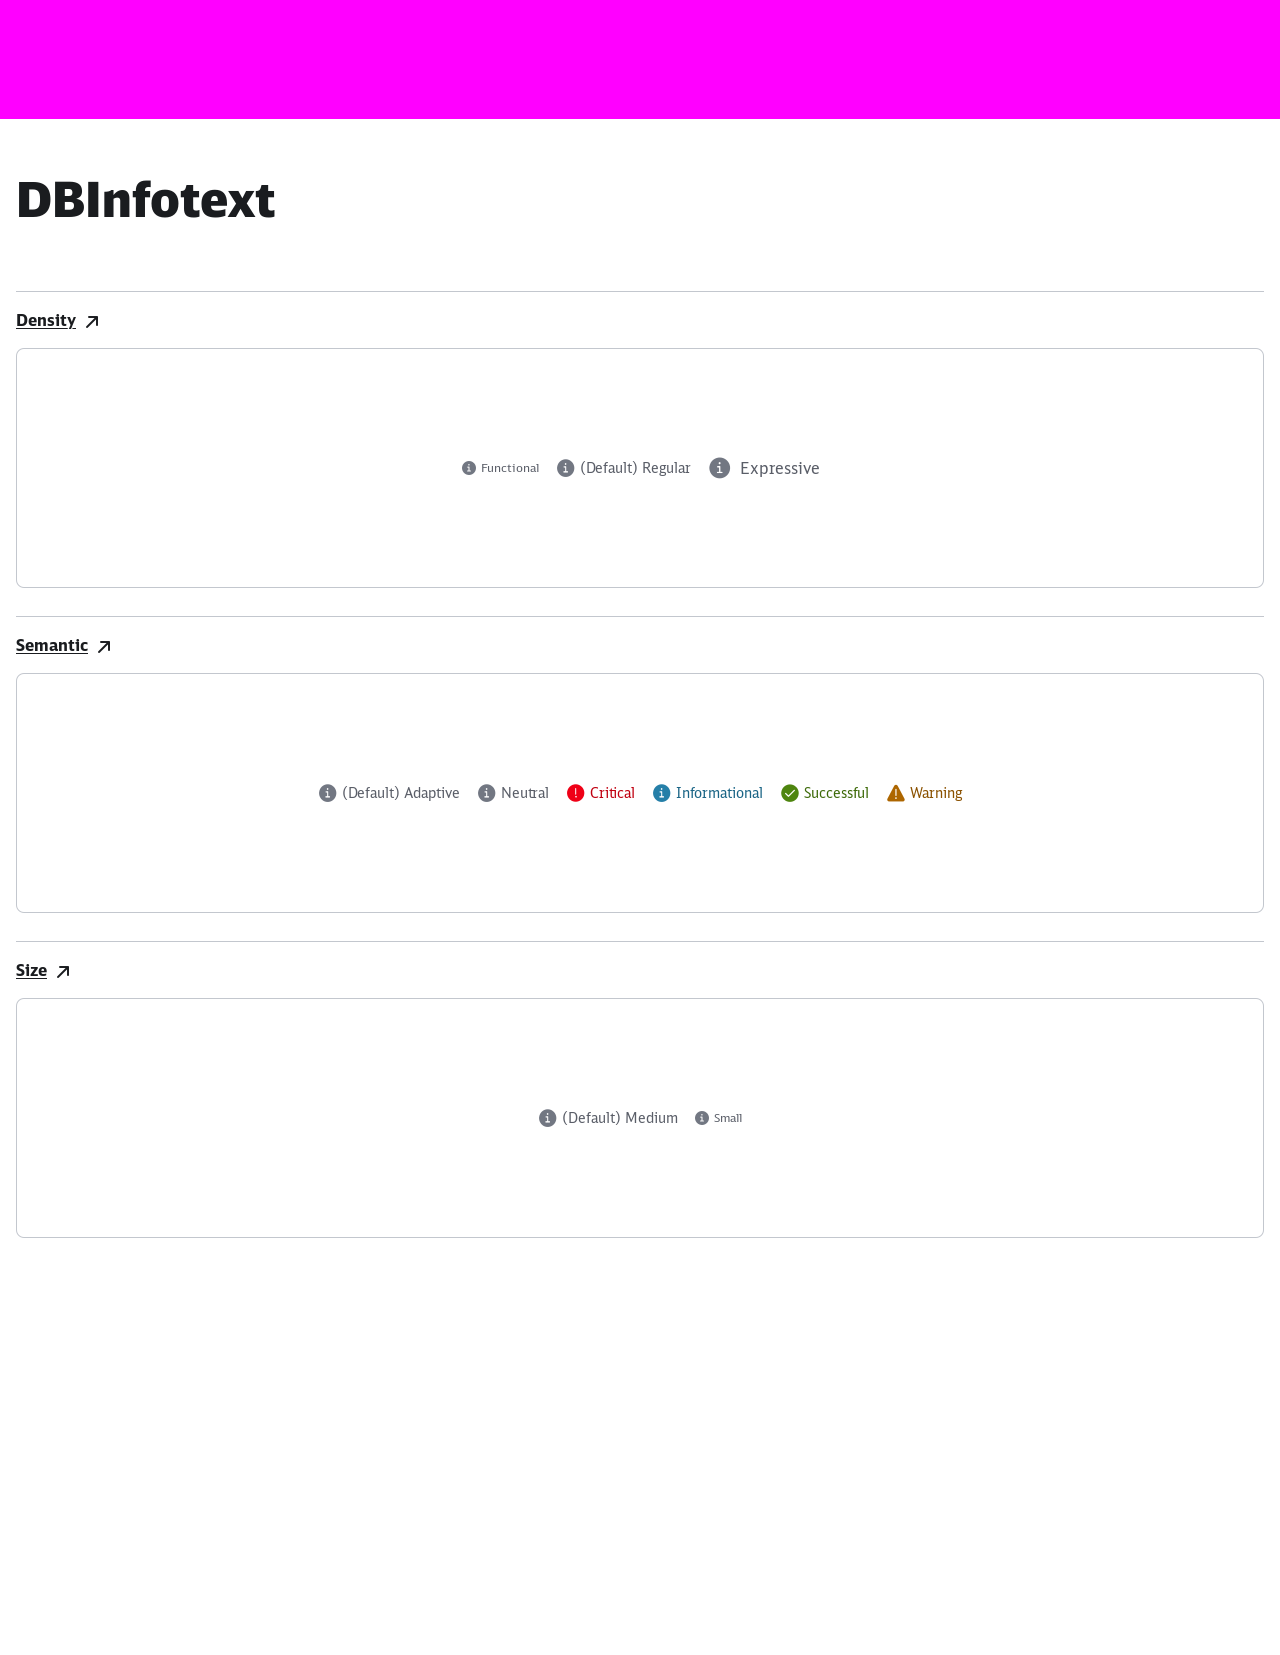 DBInfotext
Density
Functional (Default) Regular Expressive
Semantic
(Default) Adaptive Neutral Critical Informational Successful Warning
Size
(Default) Medium Small